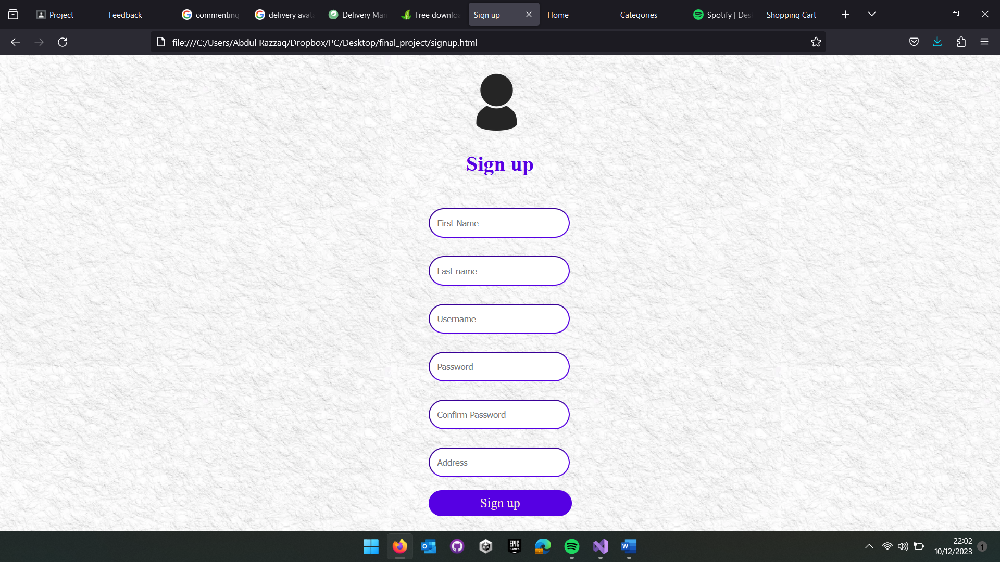 Project
Feedback
commenting
delivery avat
Delivery Man
Free downlo
Sign up
Home
Categories
Spotify | Des
Shopping Cart
file:///C:/Users/Abdul Razzaq/Dropbox/PC/Desktop/final_project/signup.html
Sign up
First Name
Last name
Username
Password
Confirm Password
Address
Sign up
EPIC
GAMES
22:02
10/12/2023
1